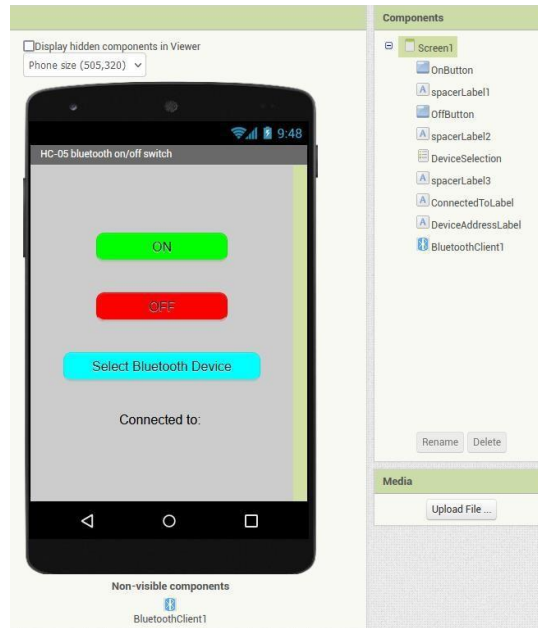 Display hidden components in Viewer
Phone size (505,320)
9:48
HC-05 bluetooth on/off switch
ON
OFF
Select Bluetooth Device
Connected to:
Non-visible components
BluetoothClient1
Components
Screen1
OnButton
A spacerLabel1
OffButton
A spacerLabel2
DeviceSelection
A spacerLabel3
A ConnectedToLabel
A DeviceAddressLabel
BluetoothClient1
Rename Delete
Media
Upload File ...